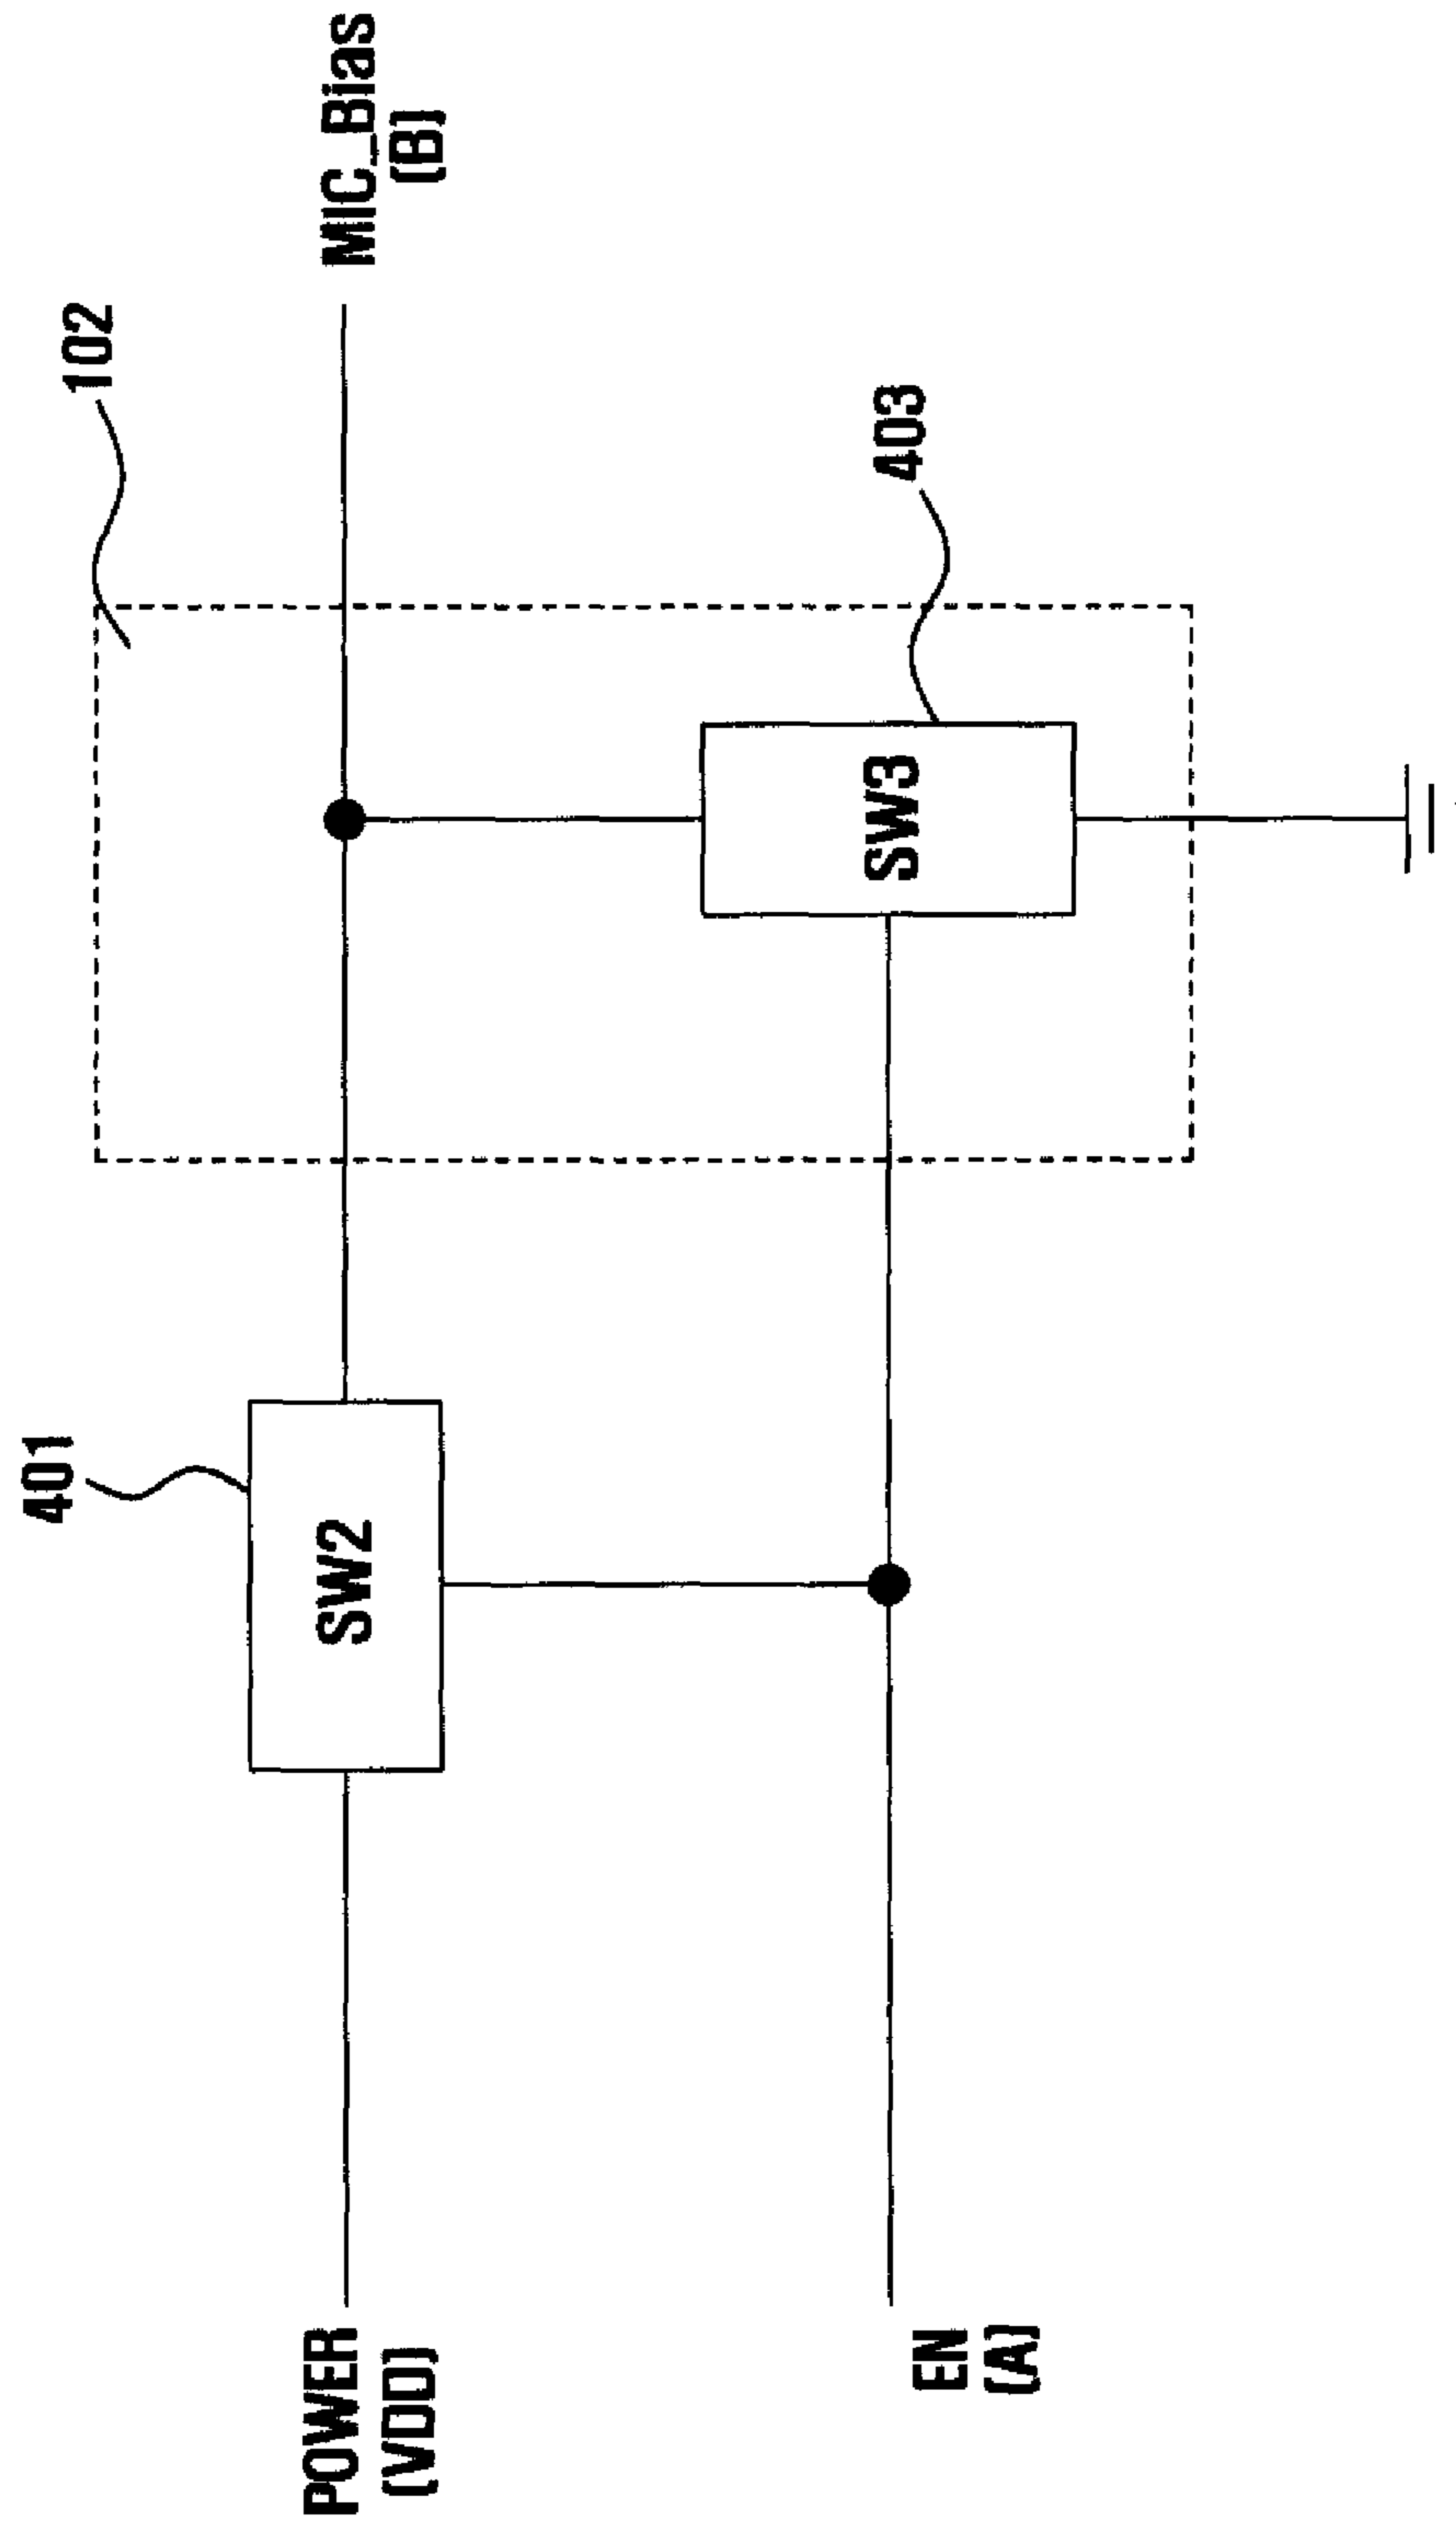 102
MIC_Bias
(B)
403
SW3
401
SW2
POWER
(VDD)
EN
(A)